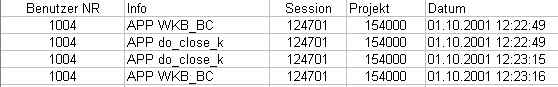 Benutzer NR Info Session Projekt Datum
1004 APP WKB_BC 124701 154000 01.10.2001 12:22:49
1004 APP do_close_k 124701 154000 01.10.2001 12:22:49
1004 APP do_close_k 124701 154000 01.10.2001 12:23:15
1004 APP WKB_BC 124701 154000 01.10.2001 12:23:16